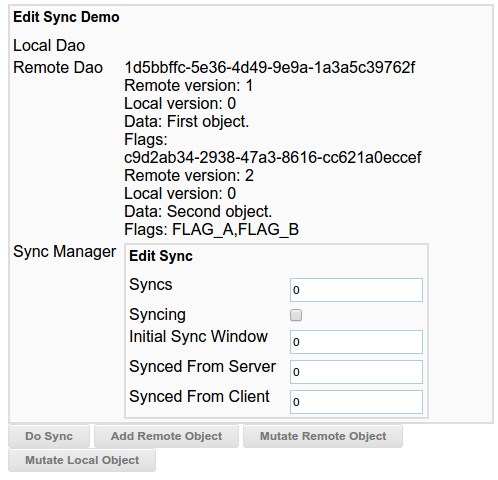 Edit Sync Demo
Local Dao
Remote Dao 1d5bbffc-5e36-4d49-9e9a-1a3a5c39762f
Remote version: 1
Local version: 0
Data: First object.
Flags:
c9d2ab34-2938-47a3-8616-cc621a0eccef
Remote version: 2
Local version: 0
Data: Second object.
Flags: FLAG_A,FLAG_B
Sync Manager Edit Sync
Syncs 0
Syncing
Initial Sync Window 0
Synced From Server 0
Synced From Client 0
Do Sync Add Remote Object Mutate Remote Object
Mutate Local Object